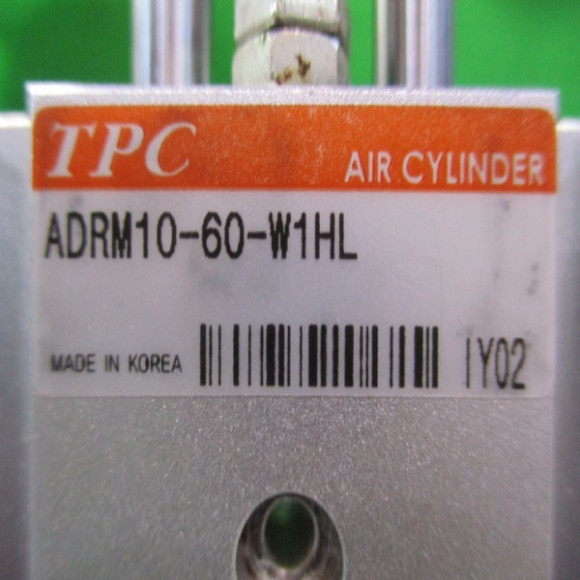 TPC AIR CYLINDER
ADRM10-60-W1HL
MADE IN KOREA IY02